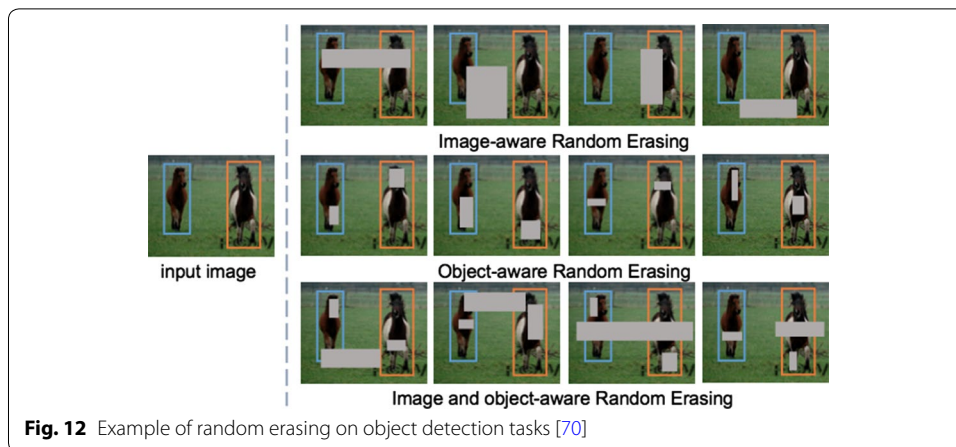 Image-aware Random Erasing
input image
Object-aware Random Erasing
Image and object-aware Random Erasing
Fig. 12 Example of random erasing on object detection tasks [70]